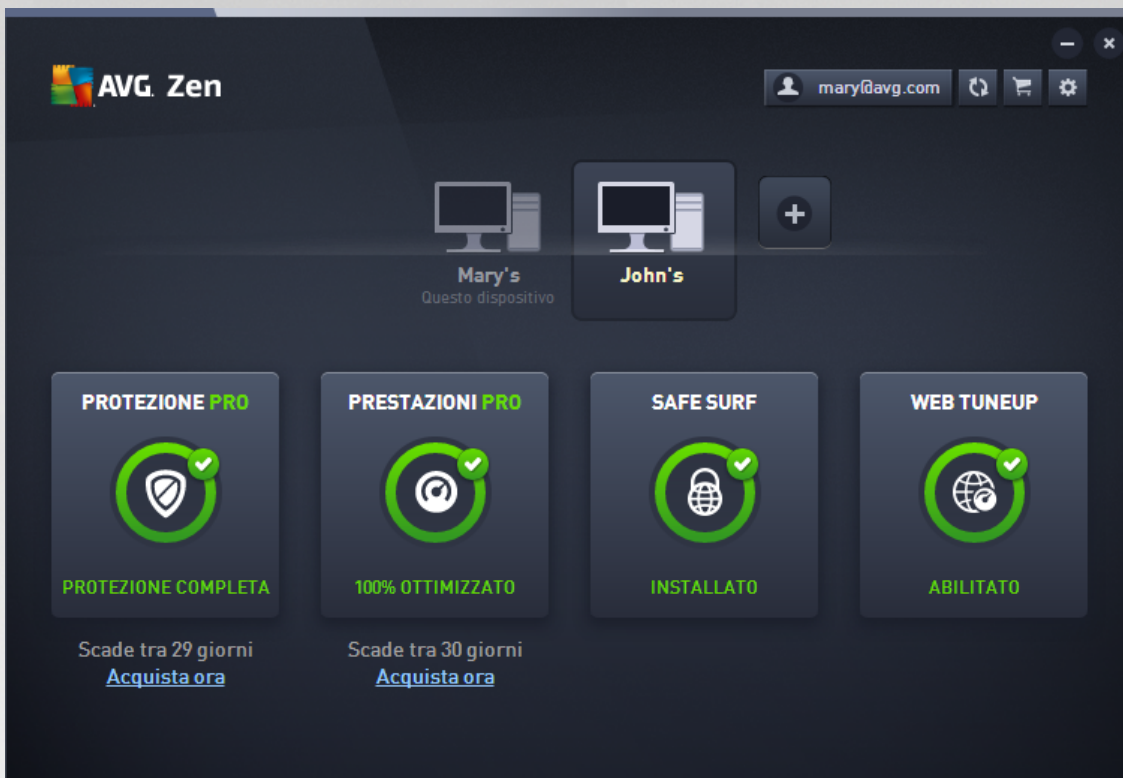 AVG. Zen
mary@avg.com
Mary's
Questo dispositivo
John's
PROTEZIONE PRO
PROTEZIONE COMPLETA
Scade tra 29 giorni
Acquista ora
PRESTAZIONI PRO
100% OTTIMIZZATO
Scade tra 30 giorni
Acquista ora
SAFE SURF
INSTALLATO
WEB TUNEUP
ABILITATO